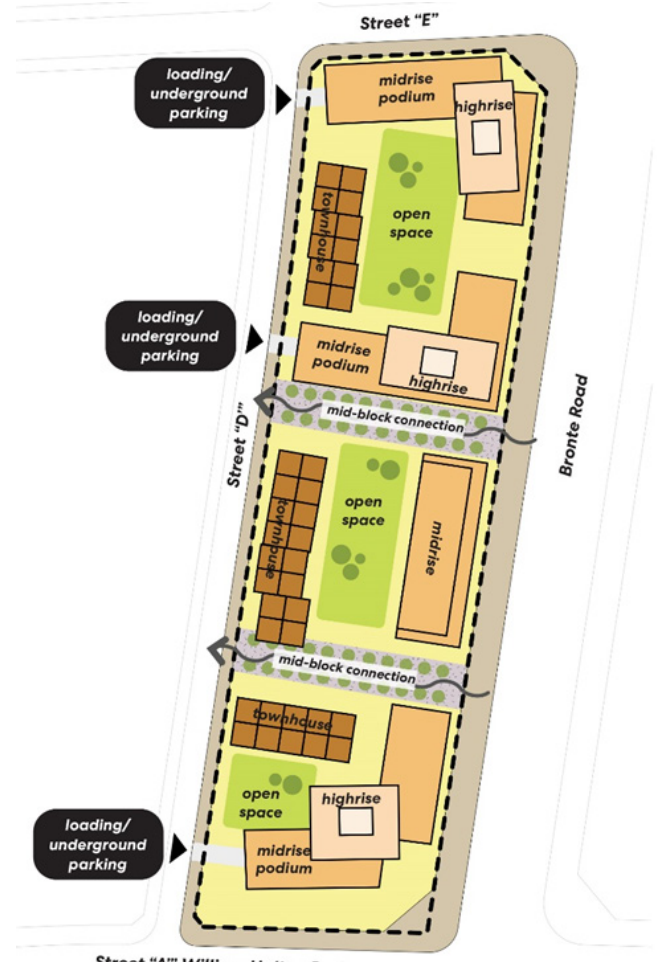 Street “E”
loading/
underground
parking
midrise
podium
highrise
townhouse
open
space
loading/
underground
parking
midrise
podium
highrise
mid-block connection
Street “D”
Bronte Road
townhouse
open
space
midrise
mid-block connection
townhouse
open
space
highrise
loading/
underground
parking
midrise
podium
Street “A”